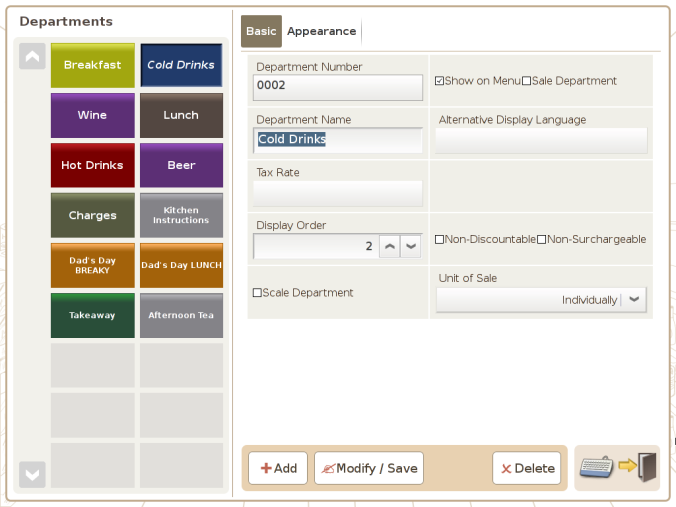 Departments
Breakfast
Cold Drinks
Wine
Lunch
Hot Drinks
Beer
Charges
Kitchen
Instructions
Dad's Day
BREAKY
Dad's Day LUNCH
Takeaway
Afternoon Tea
Basic
Appearance
Department Number
0002
Show on Menu
Sale Department
Department Name
Cold Drinks
Alternative Display Language
Tax Rate
Display Order
2
Non-Discountable
Non-Surchargeable
Scale Department
Unit of Sale
Individually
Add
Modify / Save
Delete